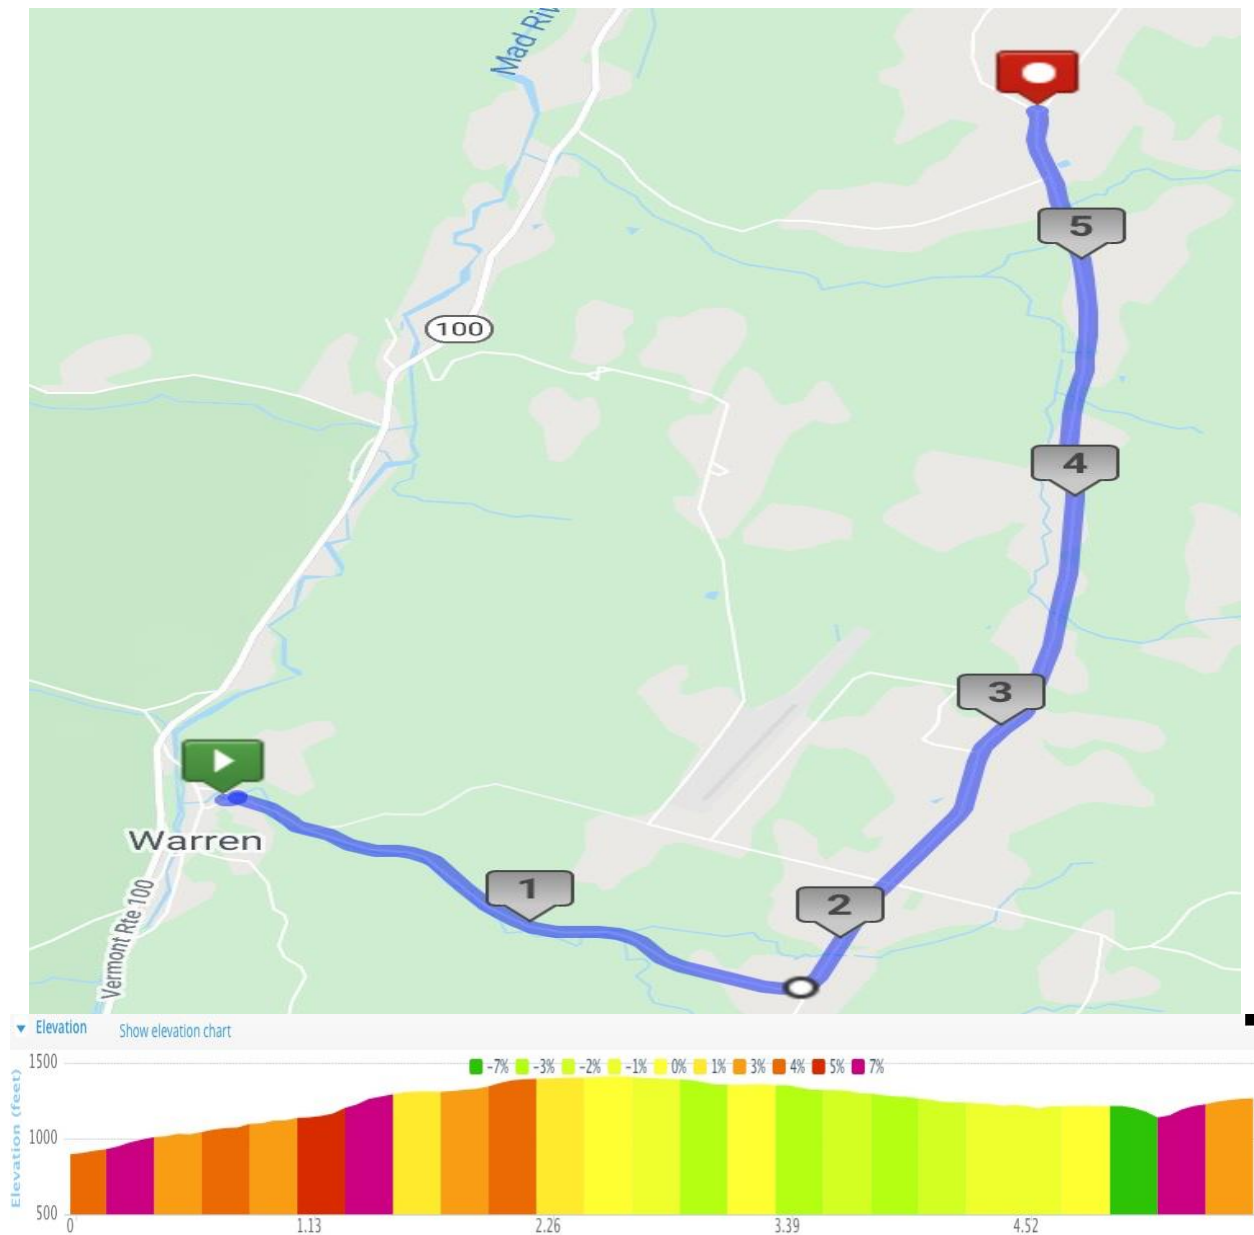 Mad Riv
5
100
4
3
Warren
1
2
Vermont Rte 100
Elevation
Show elevation chart
1500
-7% -3% -2% -1% 0% 1% 3% 4% 5% 7%
1000
Elevation (feet)
500
0 1.13 2.26 3.39 4.52